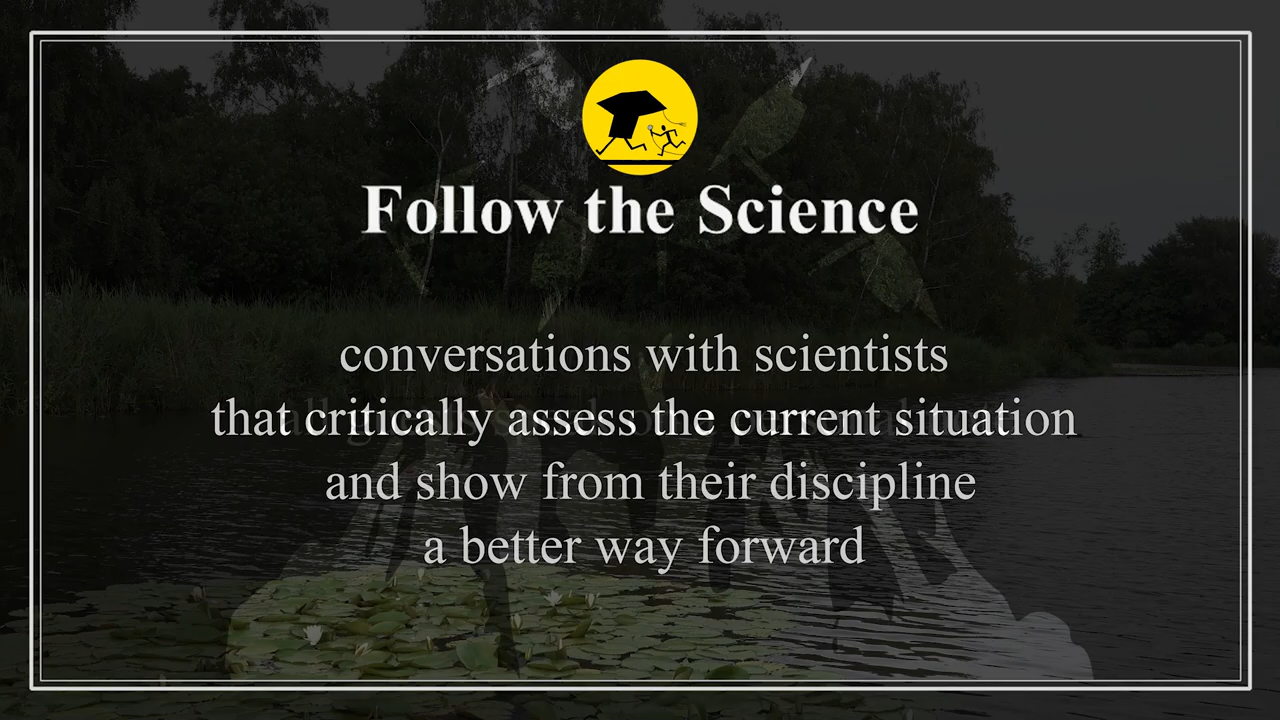 Follow the Science
conversations with scientists
that critically assess the current situation
and show from their discipline
a better way forward